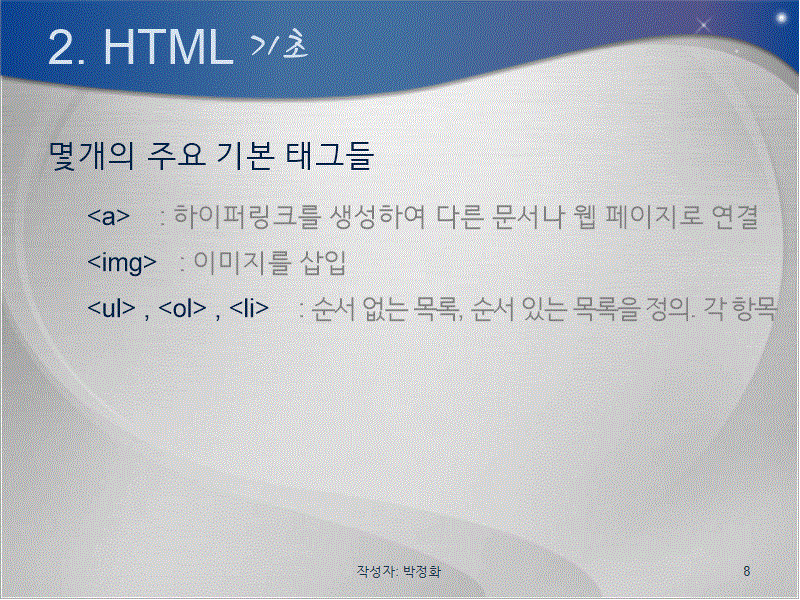 2. HTML 기초
몇개의 주요 기본 태그들
<a> : 하이퍼링크를 생성하여 다른 문서나 웹 페이지로 연결
<img> : 이미지를 삽입
<ul> , <ol> , <li> : 순서 없는 목록, 순서 있는 목록을 정의. 각 항목
작성자: 박정화
8